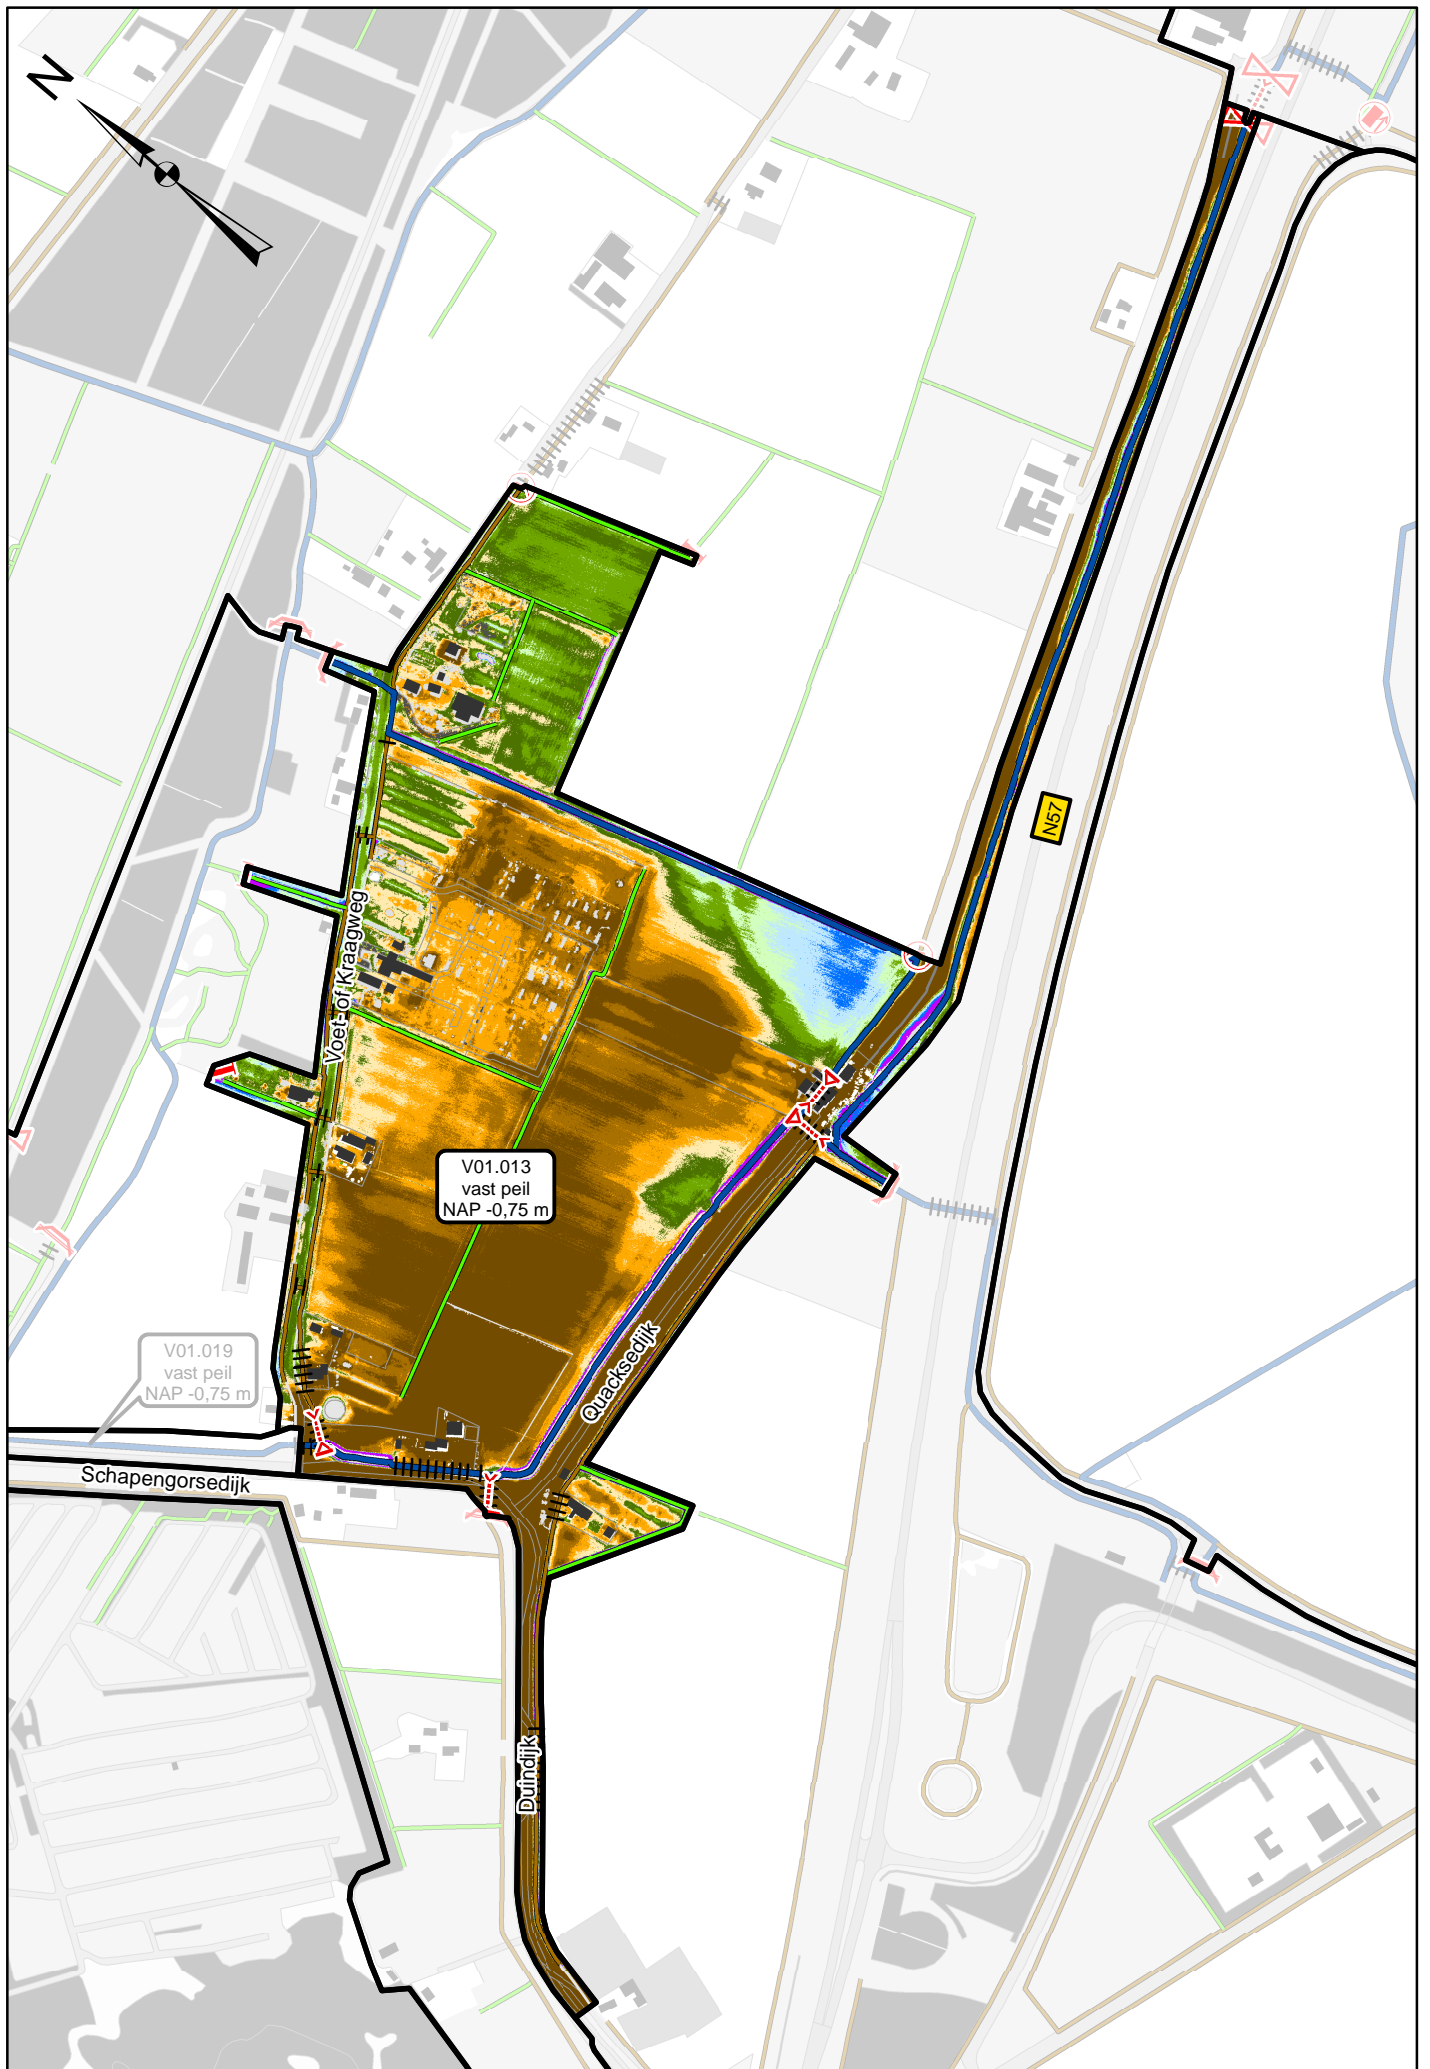 N
N57
Voet- of Kraagweg
V01.013
vast peil
NAP -0,75 m
Quacksedijk
V01.019
vast peil
NAP -0,75 m
Schapengorsedijk
Duindijk